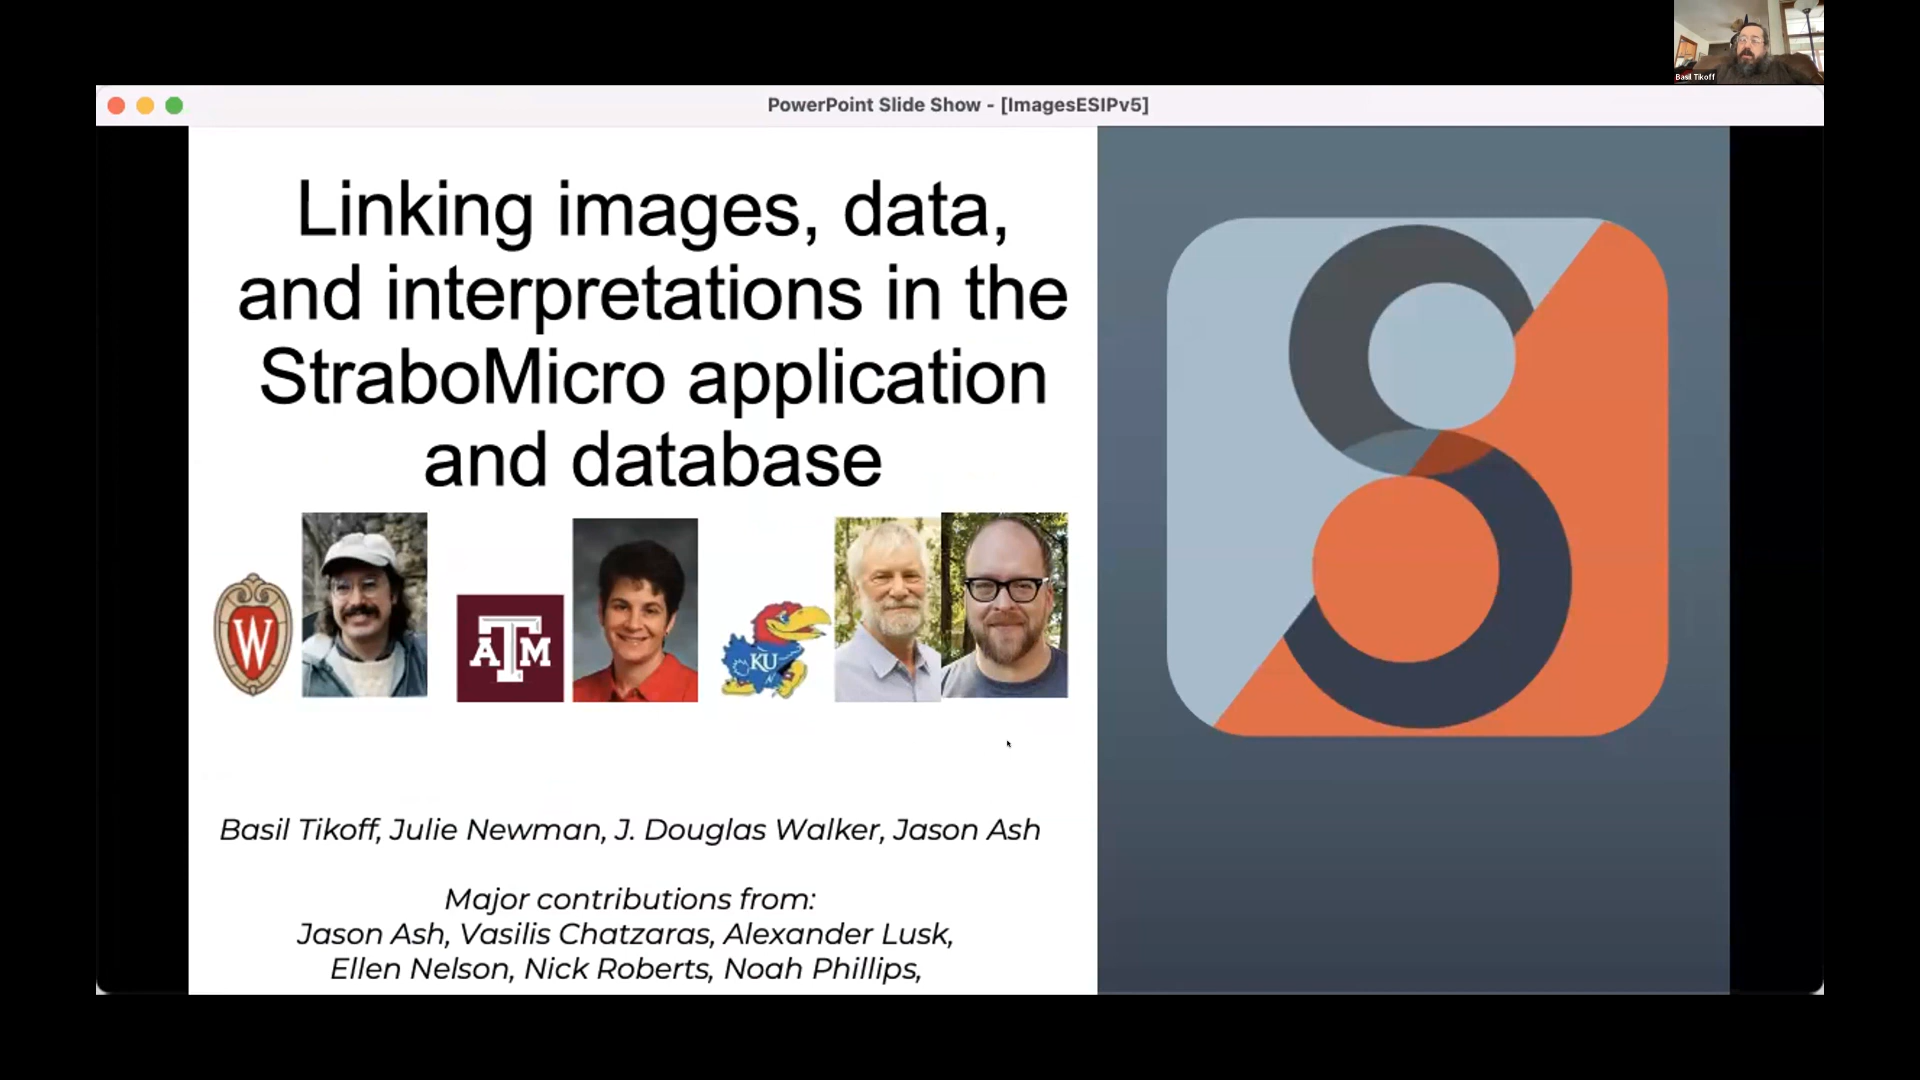 Basil Tikoff
PowerPoint Slide Show - [ImagesESIPv5]
Linking images, data,
and interpretations in the
StraboMicro application
and database
W
ATM
KU
Basil Tikoff, Julie Newman, J. Douglas Walker, Jason Ash
Major contributions from:
Jason Ash, Vasilis Chatzaras, Alexander Lusk,
Ellen Nelson, Nick Roberts, Noah Phillips,